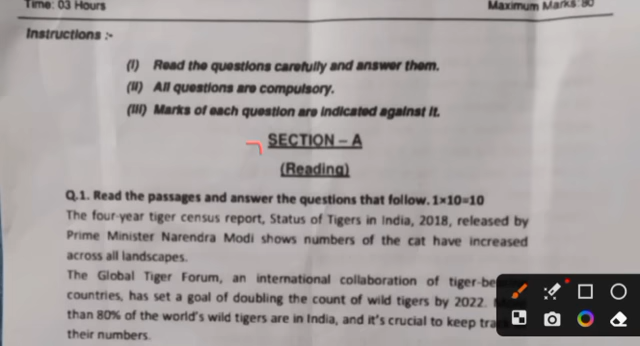 Time: 03 Hours
Maximum Marks: 80
Instructions :-
(I) Read the questions carefully and answer them.
(II) All questions are compulsory.
(III) Marks of each question are indicated against it.
SECTION – A
(Reading)
Q.1. Read the passages and answer the questions that follow. 1×10=10
The four-year tiger census report, Status of Tigers in India, 2018, released by
Prime Minister Narendra Modi shows numbers of the cat have increased
across all landscapes.
The Global Tiger Forum, an international collaboration of tiger-be
countries, has set a goal of doubling the count of wild tigers by 2022.
than 80% of the world's wild tigers are in India, and it's crucial to keep tra
their numbers.